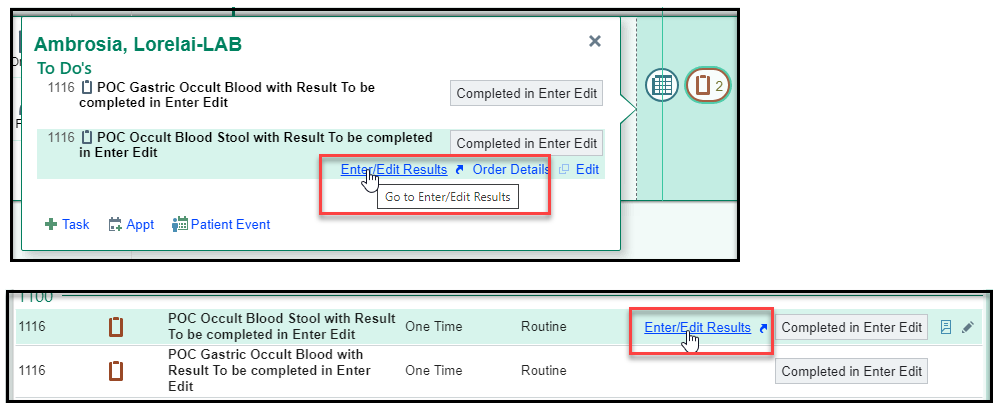 Ambrosia, Lorelai-LAB
To Do's
1116 POC Gastric Occult Blood with Result To be
completed in Enter Edit
Completed in Enter Edit
1116 POC Occult Blood Stool with Result To be completed
in Enter Edit
Completed in Enter Edit
Enter/Edit Results Order Details Edit
Go to Enter/Edit Results
Task Appt Patient Event
2
1100
1116 POC Occult Blood Stool with Result One Time Routine Enter/Edit Results Completed in Enter Edit
To be completed in Enter Edit
POC Gastric Occult Blood with
1116 Result To be completed in Enter One Time Routine Completed in Enter Edit
Edit